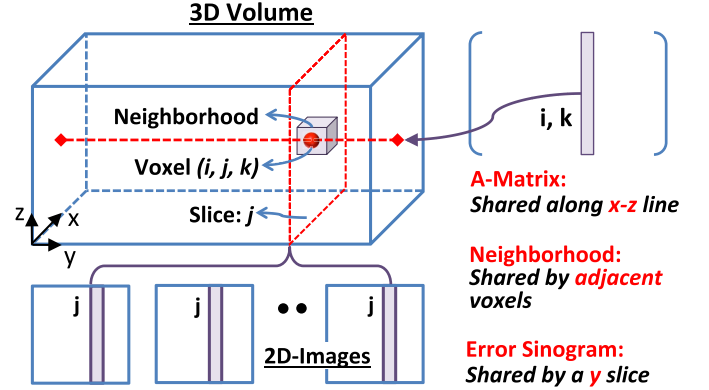 3D Volume
Neighborhood
Voxel (i, j, k)
Slice: j
z
x
y
i, k
A-Matrix:
Shared along x-z line
Neighborhood:
Shared by adjacent
voxels
Error Sinogram:
Shared by a y slice
j
j
j
2D-Images